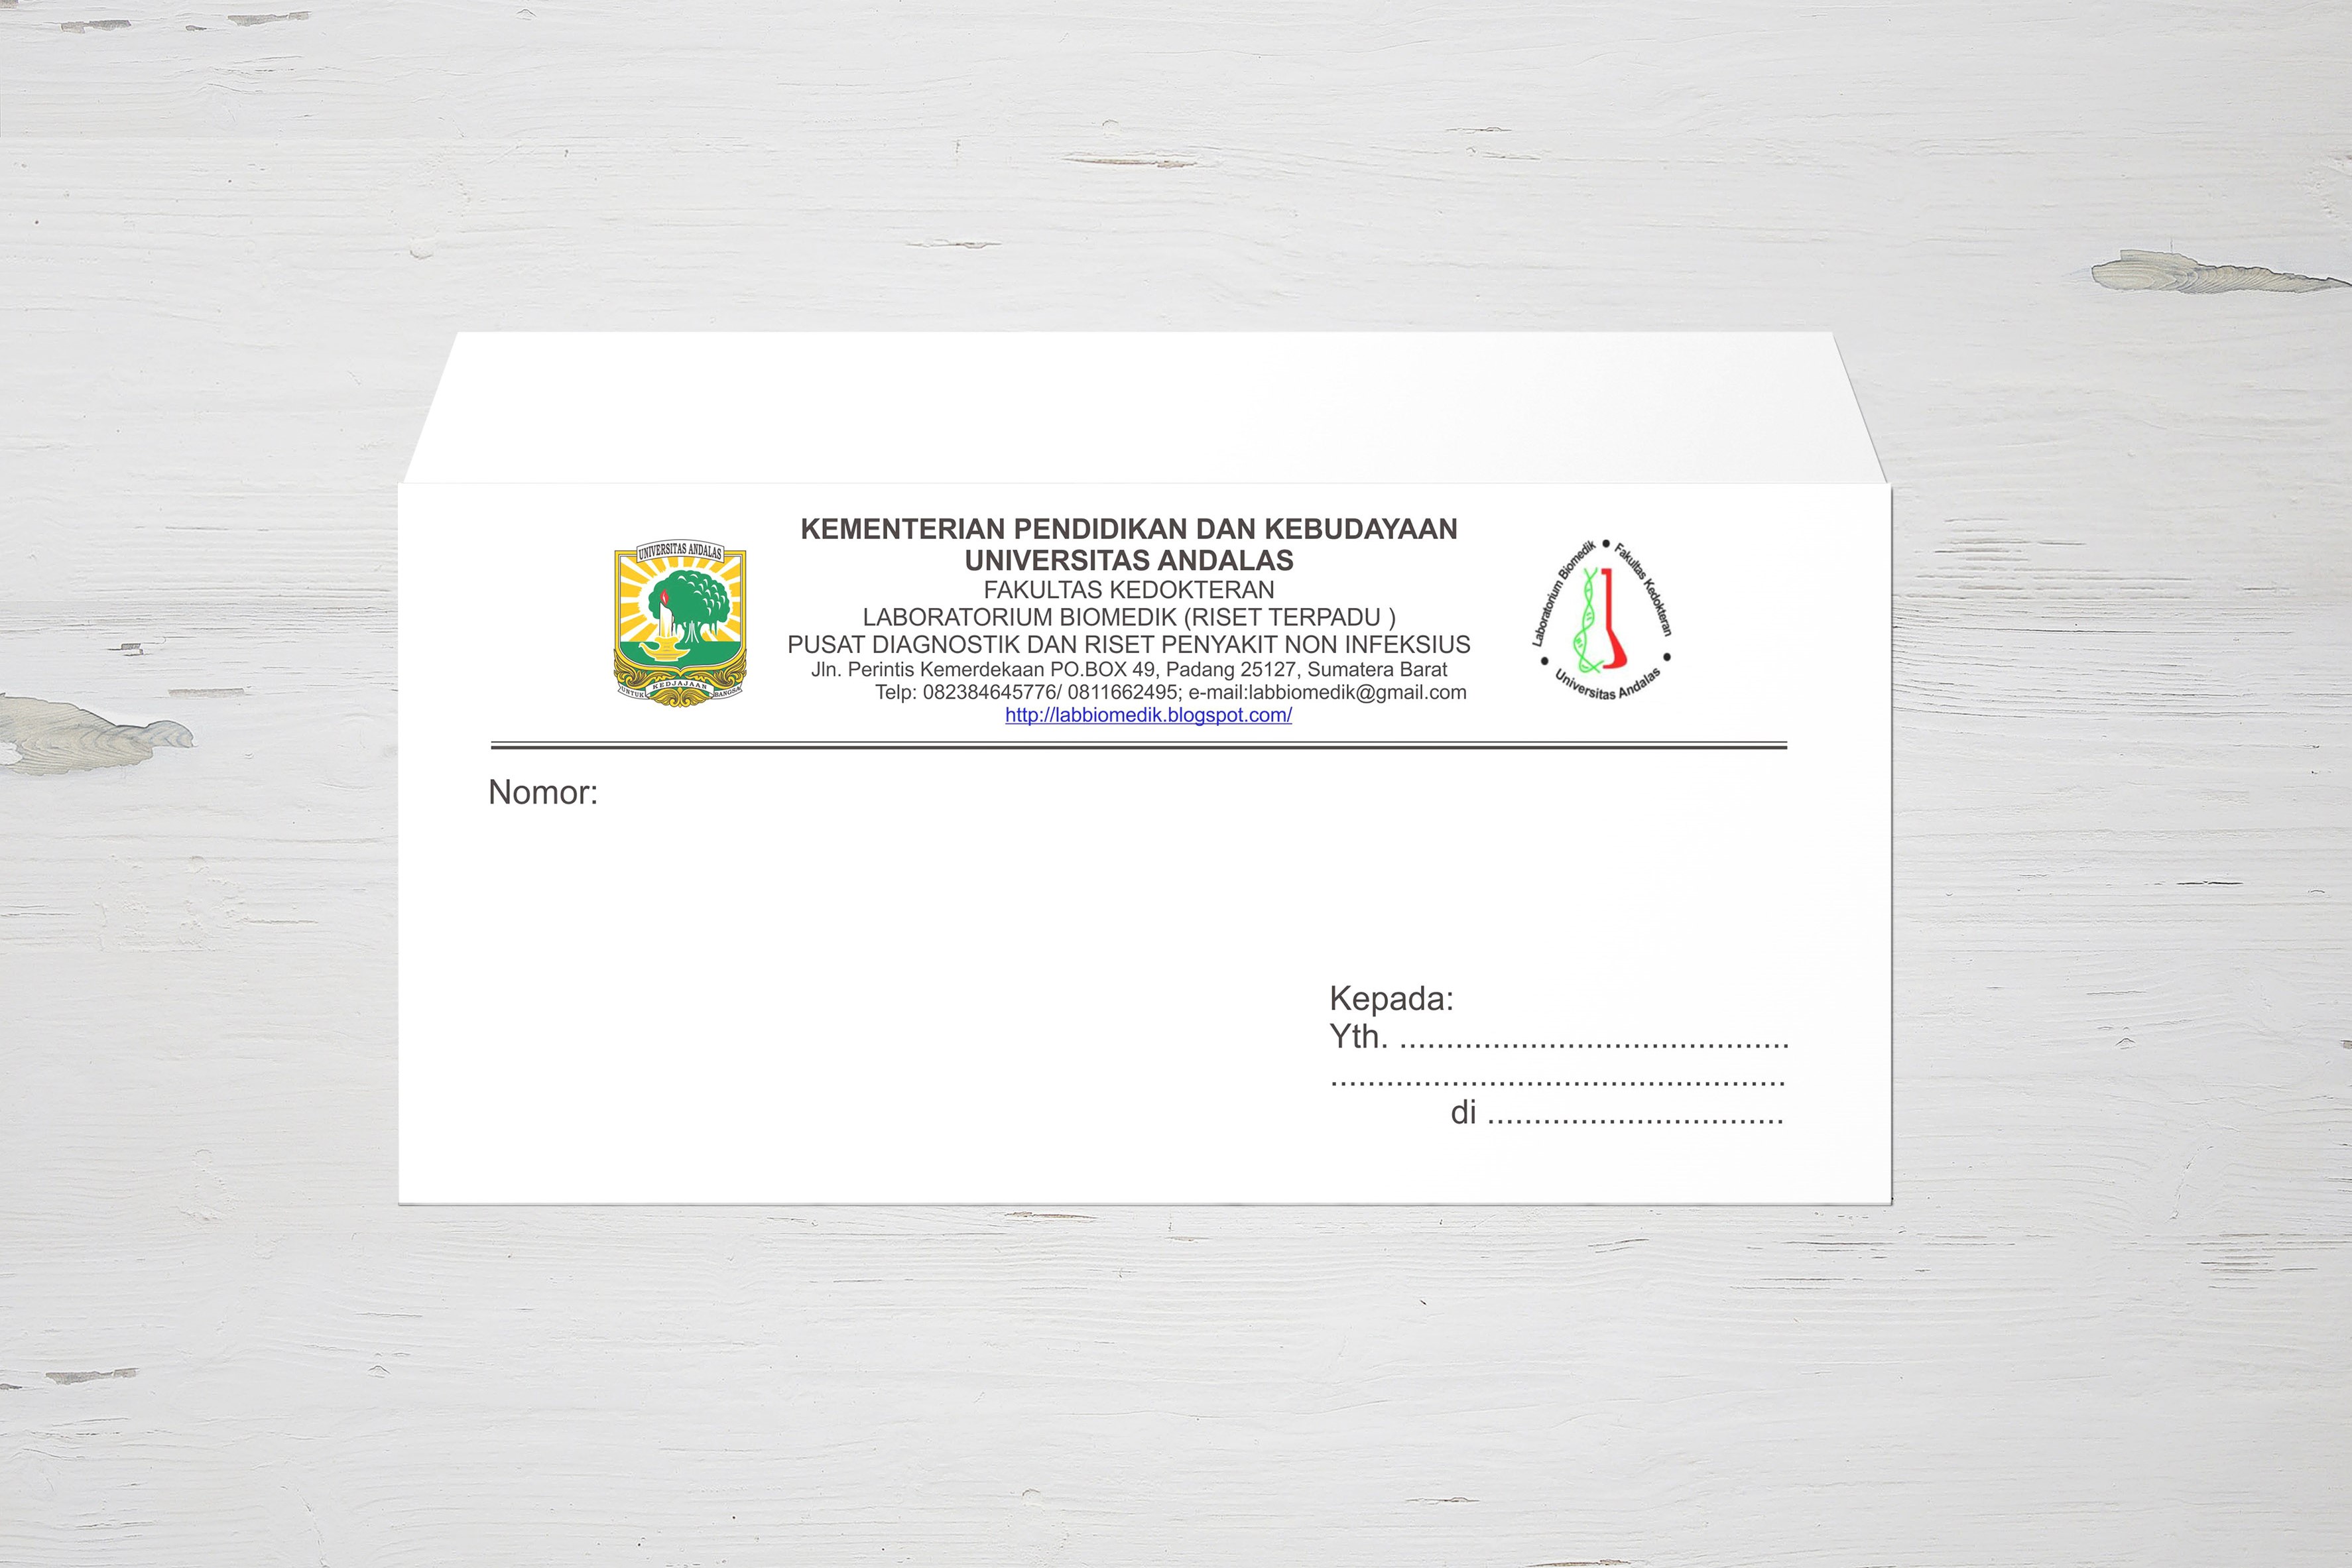 KEMENTERIAN PENDIDIKAN DAN KEBUDAYAAN
UNIVERSITAS ANDALAS
FAKULTAS KEDOKTERAN
LABORATORIUM BIOMEDIK (RISET TERPADU )
PUSAT DIAGNOSTIK DAN RISET PENYAKIT NON INFEKSIUS
Jln. Perintis Kemerdekaan PO.BOX 49, Padang 25127, Sumatera Barat
Telp: 082384645776/ 0811662495; e-mail:labbiomedik@gmail.com
http://labbiomedik.blogspot.com/
UNIVERSITAS ANDALAS
UNTUK KEDJAJAAN BANGSA
Laboratorium Biomedik • Fakultas Kedokteran
• Universitas Andalas •
Nomor:
Kepada:
Yth. ..........................................
.................................................
di ................................